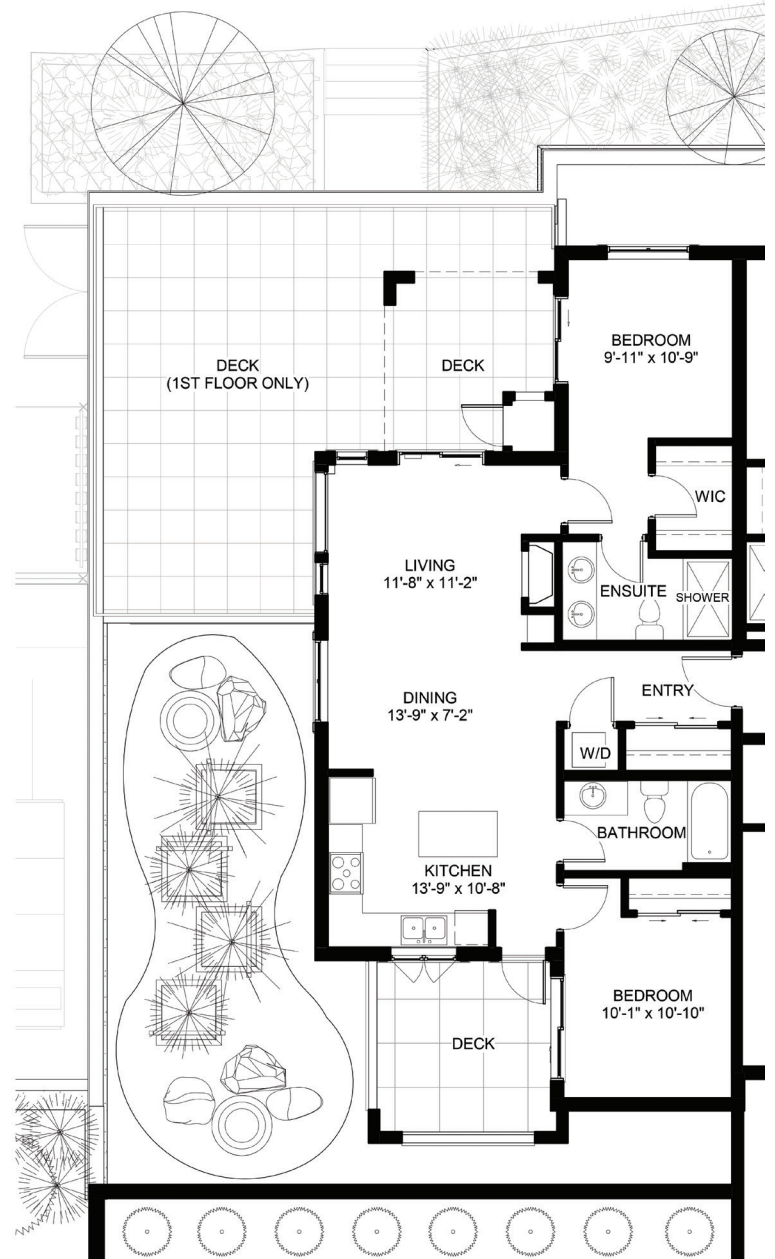 BEDROOM
9'-11" x 10'-9"
DECK
(1ST FLOOR ONLY)
DECK
WIC
LIVING
11'-8" x 11'-2"
ENSUITE
SHOWER
ENTRY
DINING
13'-9" x 7'-2"
W/D
BATHROOM
KITCHEN
13'-9" x 10'-8"
BEDROOM
10'-1" x 10'-10"
DECK